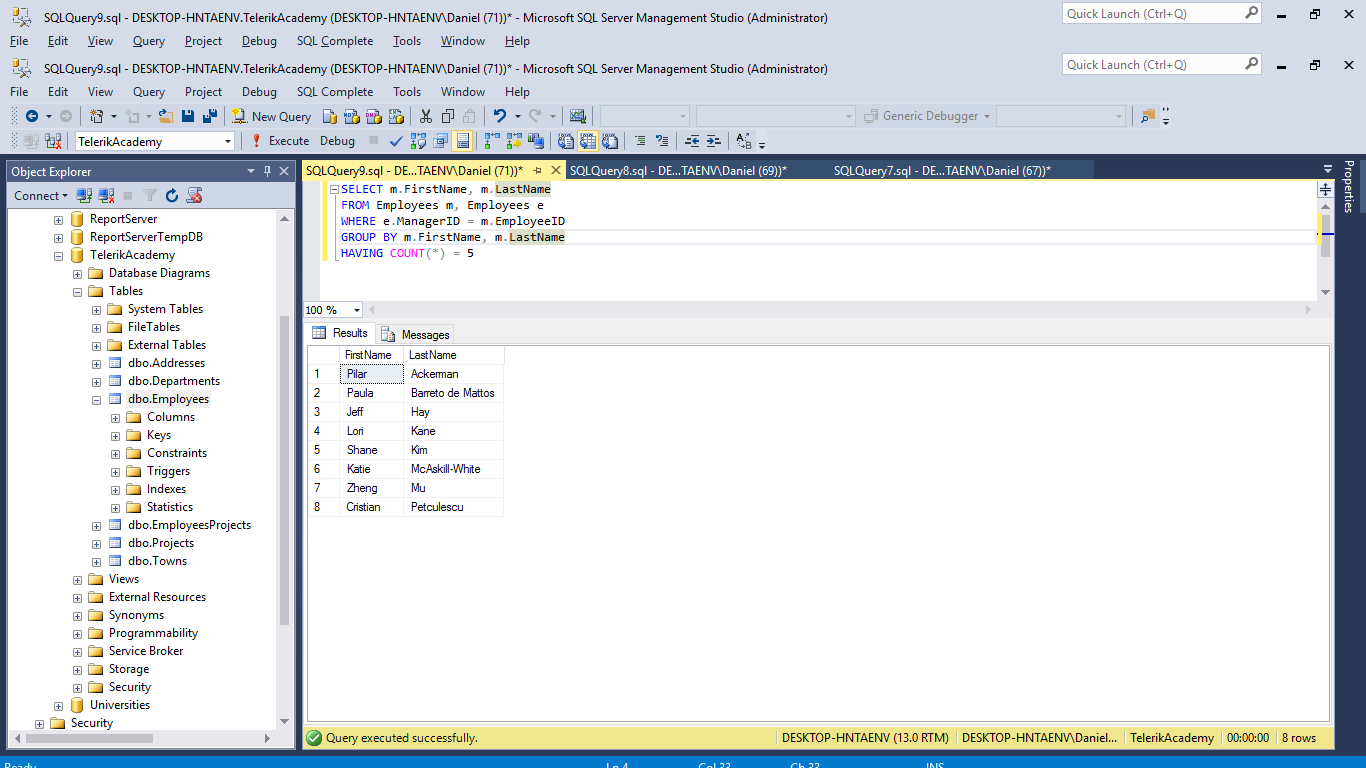 SQLQuery9.sql - DESKTOP-HNTAENV.TelerikAcademy (DESKTOP-HNTAENV\Daniel (71))* - Microsoft SQL Server Management Studio (Administrator)
Quick Launch (Ctrl+Q)
File Edit View Query Project Debug SQL Complete Tools Window Help
SQLQuery9.sql - DESKTOP-HNTAENV.TelerikAcademy (DESKTOP-HNTAENV\Daniel (71))* - Microsoft SQL Server Management Studio (Administrator)
Quick Launch (Ctrl+Q)
File Edit View Query Project Debug SQL Complete Tools Window Help
New Query Generic Debugger
TelerikAcademy Execute Debug
Object Explorer
Connect
ReportServer
ReportServerTempDB
TelerikAcademy
Database Diagrams
Tables
System Tables
FileTables
External Tables
dbo.Addresses
dbo.Departments
dbo.Employees
Columns
Keys
Constraints
Triggers
Indexes
Statistics
dbo.EmployeesProjects
dbo.Projects
dbo.Towns
Views
External Resources
Synonyms
Programmability
Service Broker
Storage
Security
Universities
Security
SQLQuery9.sql - DE...TAENV\Daniel (71))* SQLQuery8.sql - DE...TAENV\Daniel (69))* SQLQuery7.sql - DE...TAENV\Daniel (67))*
SELECT m.FirstName, m.LastName
FROM Employees m, Employees e
WHERE e.ManagerID = m.EmployeeID
GROUP BY m.FirstName, m.LastName
HAVING COUNT(*) = 5
100 %
Results Messages
FirstName LastName
1 Pilar Ackerman
2 Paula Barreto de Mattos
3 Jeff Hay
4 Lori Kane
5 Shane Kim
6 Katie McAskill-White
7 Zheng Mu
8 Cristian Petculescu
Query executed successfully. DESKTOP-HNTAENV (13.0 RTM) DESKTOP-HNTAENV\Daniel... TelerikAcademy 00:00:00 8 rows
Properties
Ready Ln 4 Col 33 Ch 33 INS